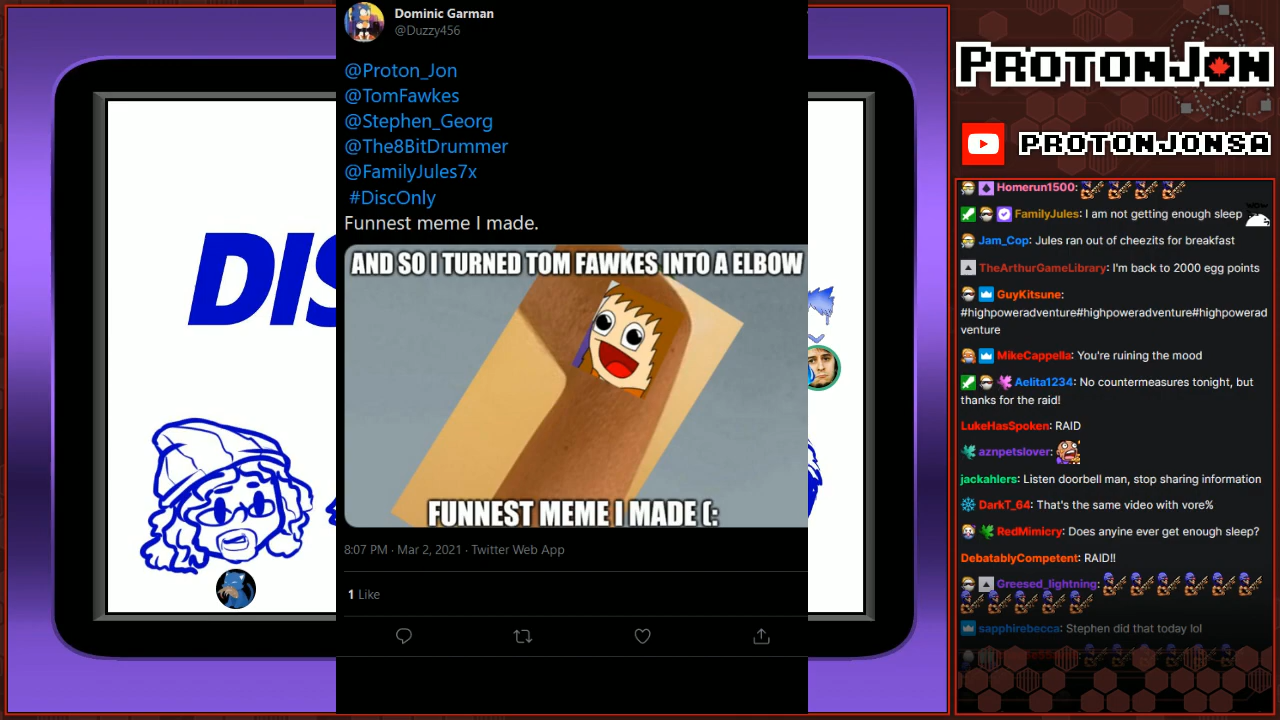 Dominic Garman
@Duzzy456
@Proton_Jon
@TomFawkes
@Stephen_Georg
@The8BitDrummer
@FamilyJules7x
#DiscOnly
Funnest meme I made.
AND SO I TURNED TOM FAWKES INTO A ELBOW
FUNNEST MEME I MADE (:
8:07 PM · Mar 2, 2021 · Twitter Web App
1 Like
DIS
PROTONJON
PROTONJONSA
Homerun1500:
FamilyJules: I am not getting enough sleep
WOW
Jam_Cop: Jules ran out of cheezits for breakfast
TheArthurGameLibrary: I'm back to 2000 egg points
GuyKitsune:
#highpoweradventure#highpoweradventure#highpowerad
venture
MikeCappella: You're ruining the mood
Aelita1234: No countermeasures tonight, but
thanks for the raid!
LukeHasSpoken: RAID
aznpetslover:
jackahlers: Listen doorbell man, stop sharing information
DarkT_64: That's the same video with vore%
RedMimicry: Does anyine ever get enough sleep?
DebatablyCompetent: RAID!!
Greesed_lightning:
sapphirebecca: Stephen did that today lol